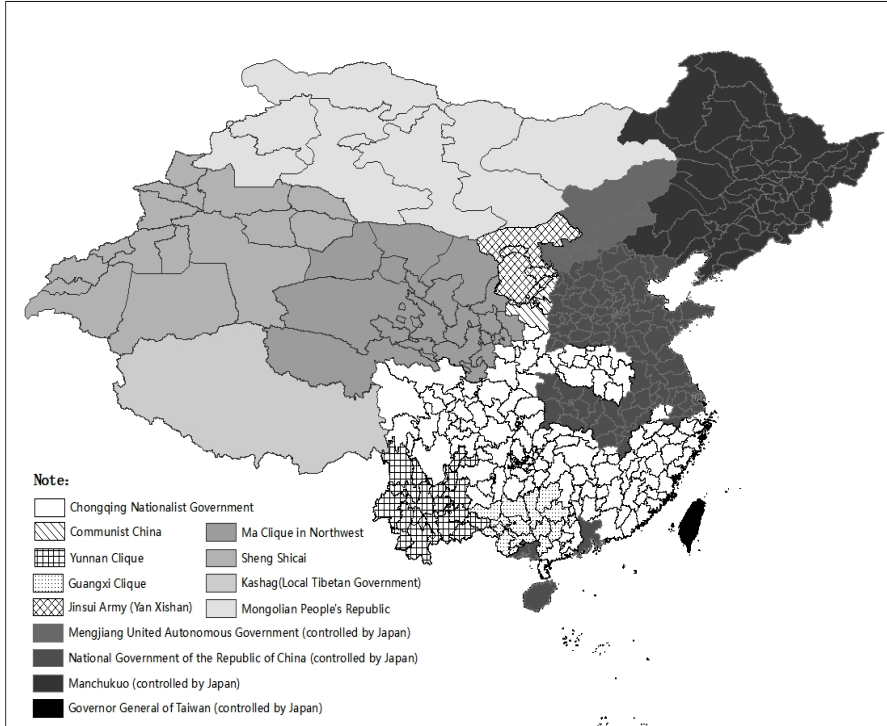 Note:
Chongqing Nationalist Government
Communist China
Ma Clique in Northwest
Yunnan Clique
Sheng Shicai
Guangxi Clique
Kashag(Local Tibetan Government)
Jinsui Army (Yan Xishan)
Mongolian People's Republic
Mengjiang United Autonomous Government (controlled by Japan)
National Government of the Republic of China (controlled by Japan)
Manchukuo (controlled by Japan)
Governor General of Taiwan (controlled by Japan)